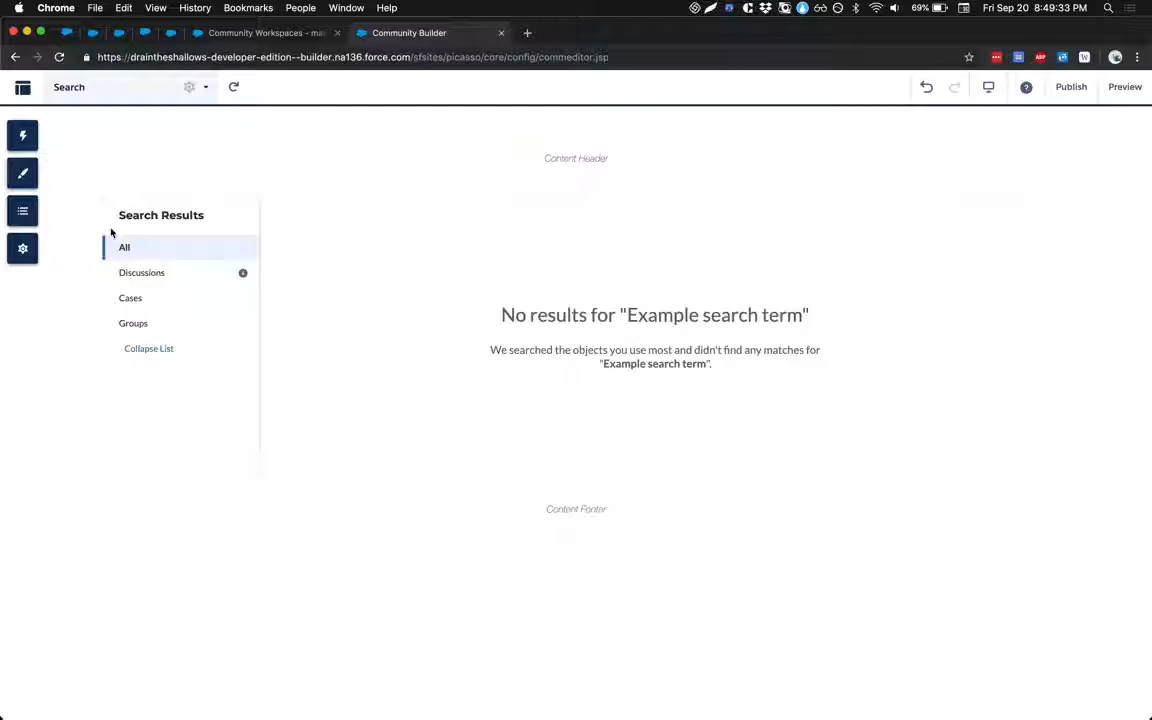 Chrome File Edit View History Bookmarks People Window Help 69% Fri Sep 20 8:49:33 PM
Community Workspaces - ma Community Builder
https://draintheshallows-developer-edition--builder.na136.force.com/sfsites/picasso/core/config/commeditor.jsp
Search Publish Preview
Content Header
Search Results
All
Discussions
Cases
Groups
Collapse List
No results for "Example search term"
We searched the objects you use most and didn't find any matches for
"Example search term".
Content Footer